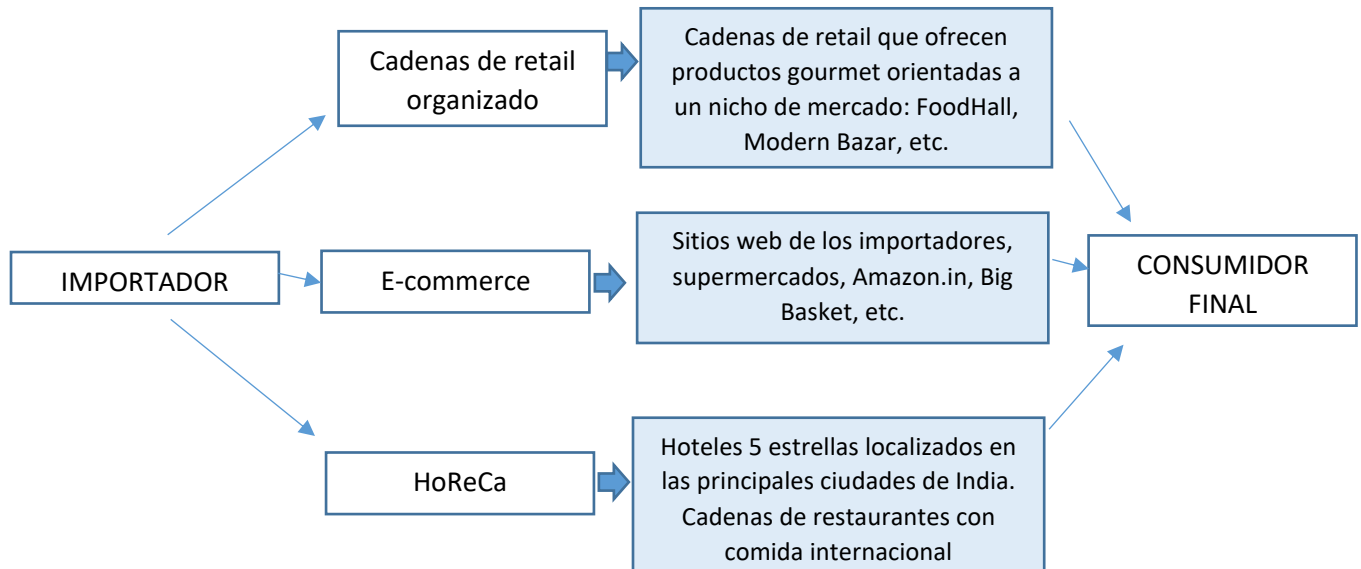 Cadenas de retail
organizado
Cadenas de retail que ofrecen
productos gourmet orientadas a
un nicho de mercado: FoodHall,
Modern Bazar, etc.
IMPORTADOR
E-commerce
Sitios web de los importadores,
supermercados, Amazon.in, Big
Basket, etc.
CONSUMIDOR
FINAL
HoReCa
Hoteles 5 estrellas localizados en
las principales ciudades de India.
Cadenas de restaurantes con
comida internacional